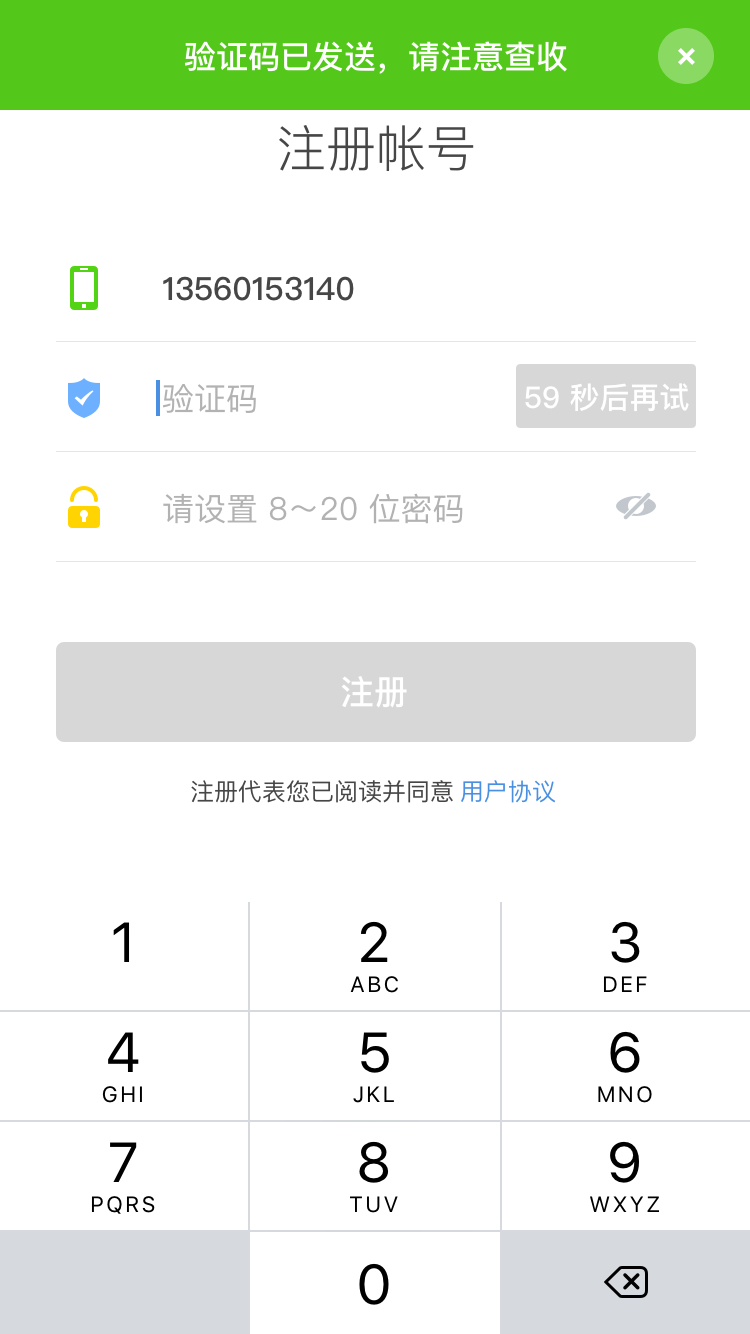 验证码已发送，请注意查收
注册帐号
13560153140
验证码
59 秒后再试
请设置 8～20 位密码
注册
注册代表您已阅读并同意 用户协议
1
2
3
ABC
DEF
4
5
6
GHI
JKL
MNO
7
8
9
PQRS
TUV
WXYZ
0